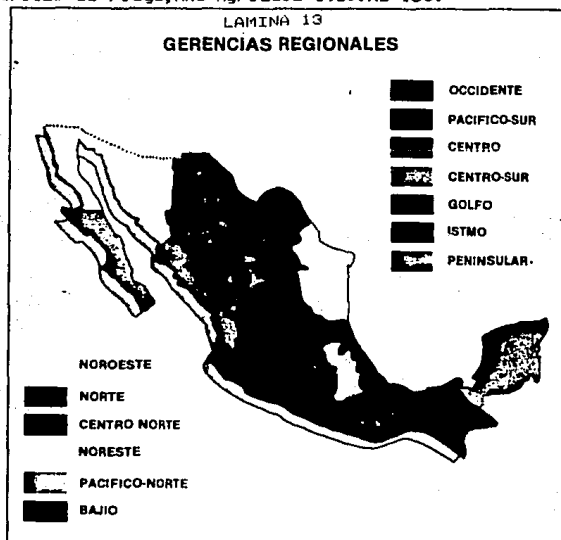 LAMINA 13
GERENCIAS REGIONALES
OCCIDENTE
PACIFICO-SUR
CENTRO
CENTRO-SUR
GOLFO
ISTMO
PENINSULAR
NOROESTE
NORTE
CENTRO NORTE
NORESTE
PACIFICO-NORTE
BAJIO